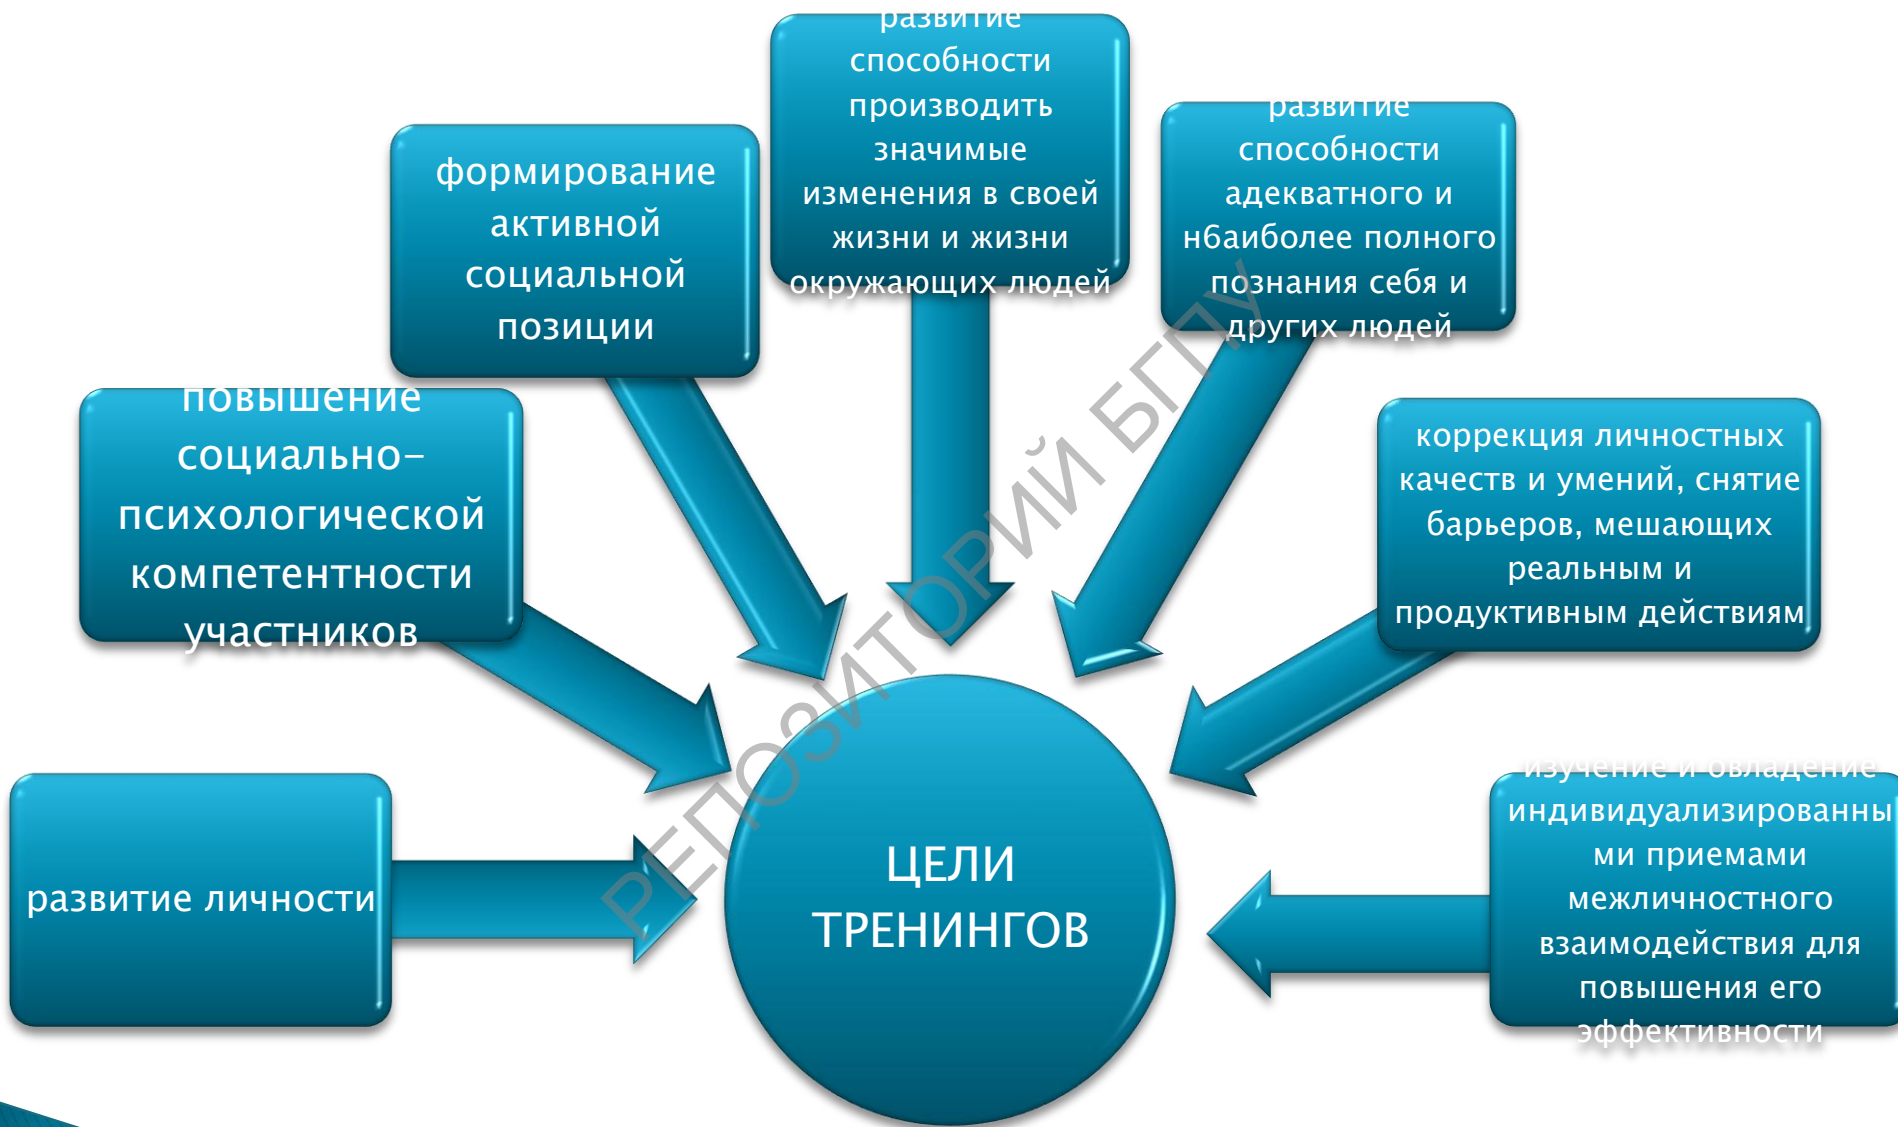 развитие личности
повышение
социально-
психологической
компетентности
участников
формирование
активной
социальной
позиции
развитие
способности
производить
значимые
изменения в своей
жизни и жизни
окружающих людей
развитие
способности
адекватного и
н6аиболее полного
познания себя и
других людей
коррекция личностных
качеств и умений, снятие
барьеров, мешающих
реальным и
продуктивным действиям
изучение и овладение
индивидуализированны
ми приемами
межличностного
взаимодействия для
повышения его
эффективности
ЦЕЛИ
ТРЕНИНГОВ
РЕПОЗИТОРИЙ БГПУ